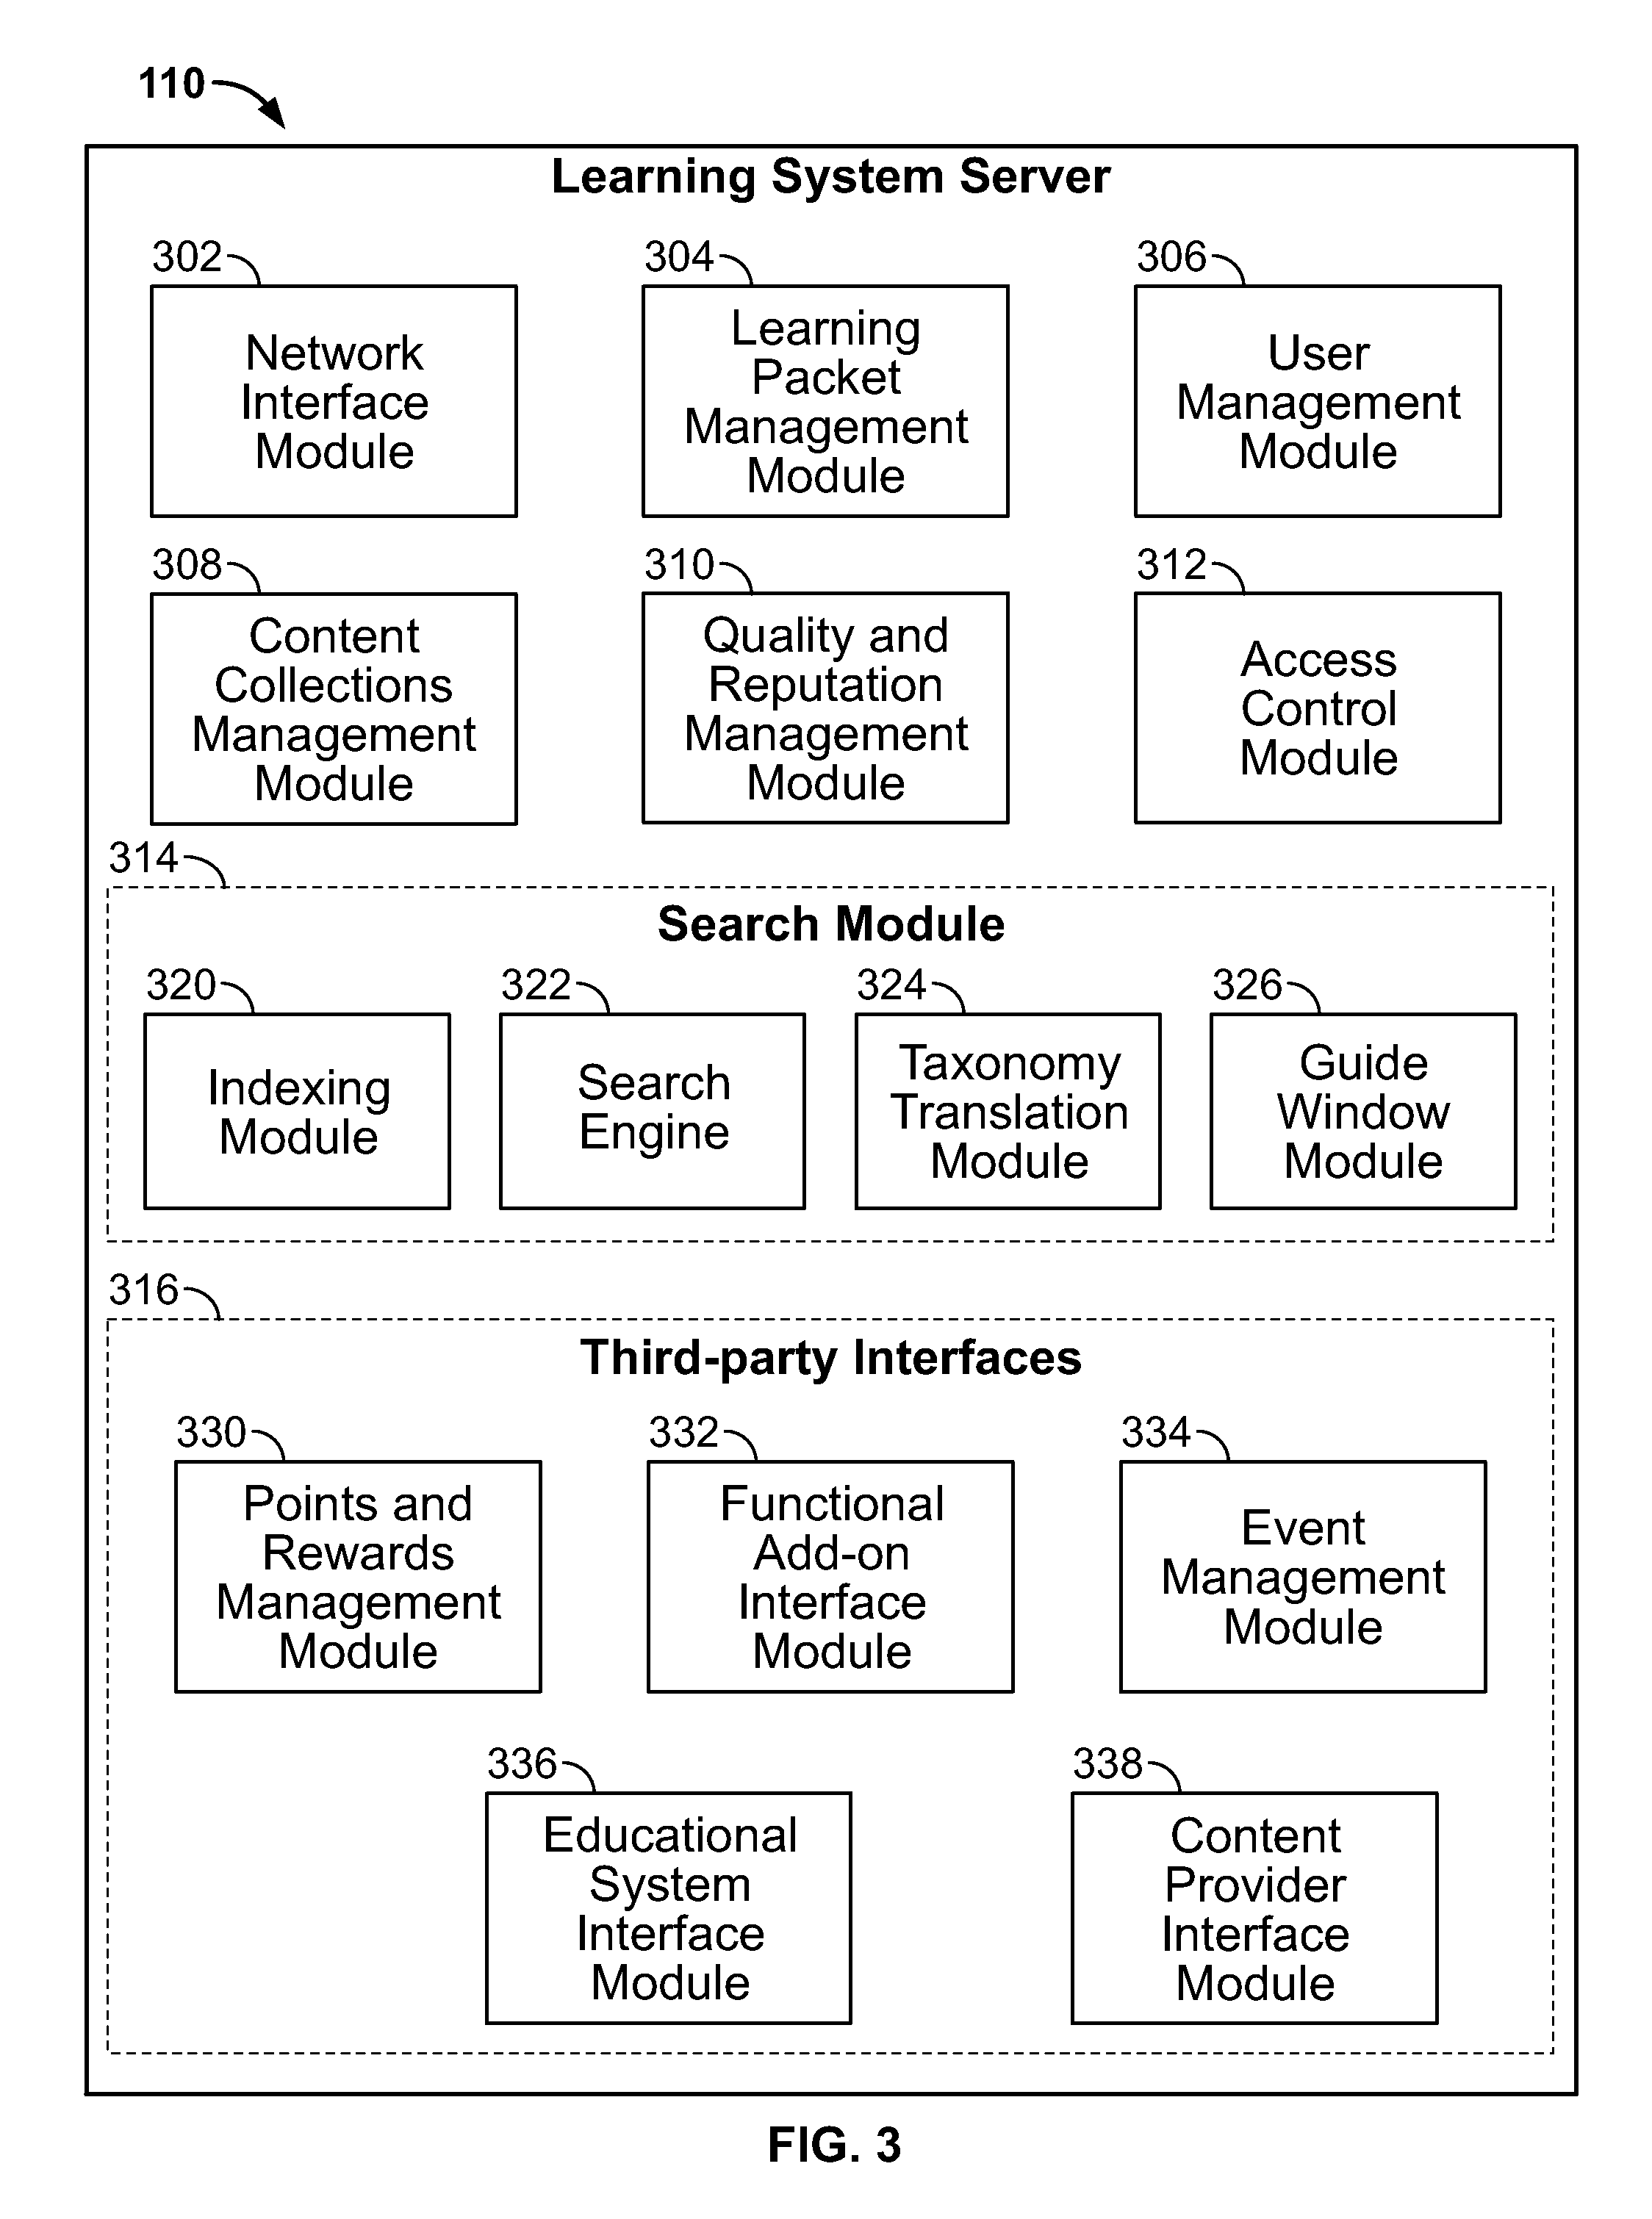 110
Learning System Server
302
Network
Interface
Module
304
Learning
Packet
Management
Module
306
User
Management
Module
308
Content
Collections
Management
Module
310
Quality and
Reputation
Management
Module
312
Access
Control
Module
314
Search Module
320
Indexing
Module
322
Search
Engine
324
Taxonomy
Translation
Module
326
Guide
Window
Module
316
Third-party Interfaces
330
Points and
Rewards
Management
Module
332
Functional
Add-on
Interface
Module
334
Event
Management
Module
336
Educational
System
Interface
Module
338
Content
Provider
Interface
Module
FIG. 3